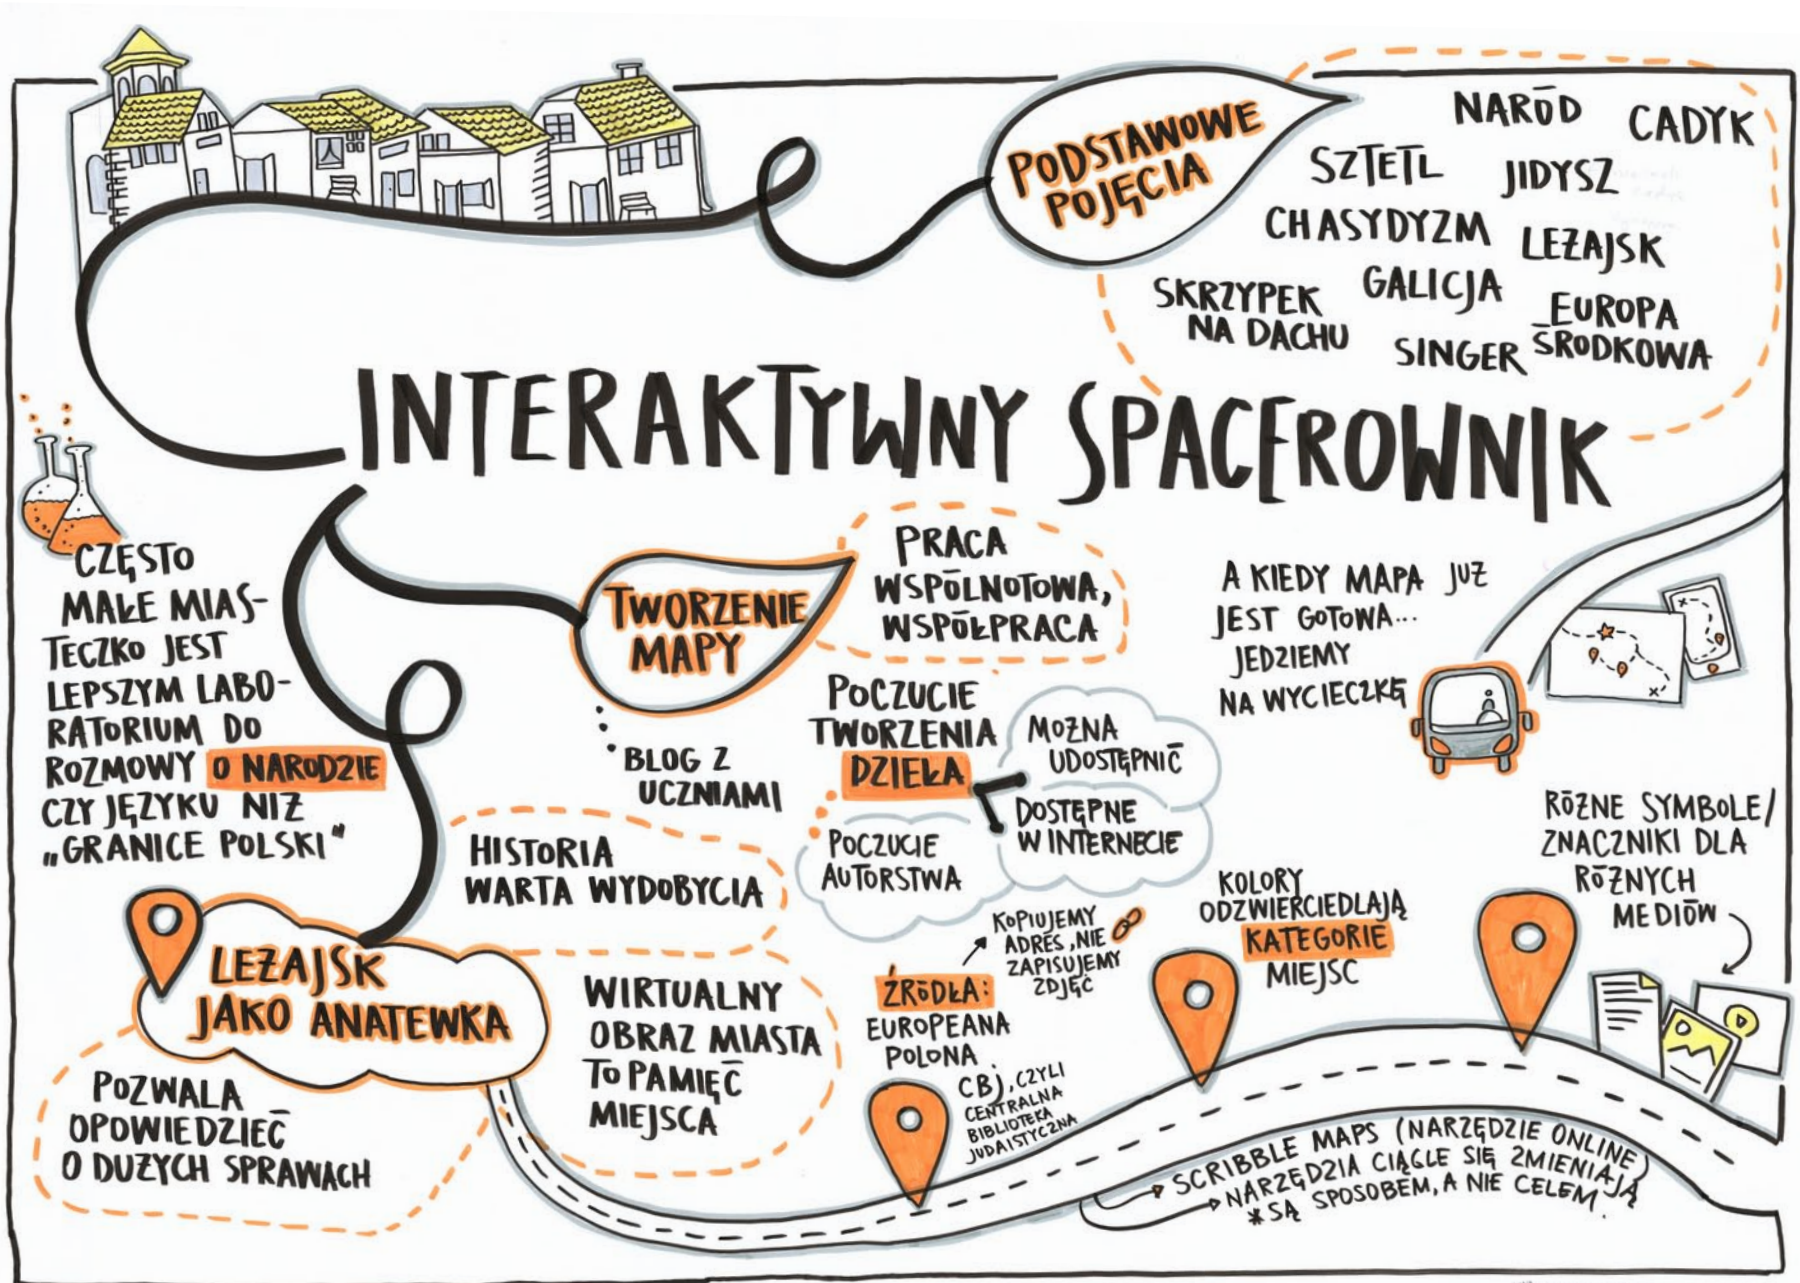 PODSTAWOWE
POJĘCIA
NARÓD
CADYK
SZTETL
JIDYSZ
CHASYDYZM
LEŻAJSK
GALICJA
SKRZYPEK
NA DACHU
EUROPA
ŚRODKOWA
SINGER
INTERAKTYWNY SPACEROWNIK
CZĘSTO
MAŁE MIAS-
TECZKO JEST
LEPSZYM LABO-
RATORIUM DO
ROZMOWY O NARODZIE
CZY JĘZYKU NIŻ
„GRANICE POLSKI"
TWORZENIE
MAPY
PRACA
WSPÓLNOTOWA,
WSPÓŁPRACA
BLOG Z
UCZNIAMI
POCZUCIE
TWORZENIA
DZIEŁA
MOŻNA
UDOSTĘPNIĆ
DOSTĘPNE
W INTERNECIE
POCZUCIE
AUTORSTWA
A KIEDY MAPA JUŻ
JEST GOTOWA...
JEDZIEMY
NA WYCIECZKĘ
HISTORIA
WARTA WYDOBYCIA
LEŻAJSK
JAKO ANATEWKA
WIRTUALNY
OBRAZ MIASTA
TO PAMIĘĆ
MIEJSCA
POZWALA
OPOWIEDZIEĆ
O DUŻYCH SPRAWACH
KOPIUJEMY
ADRES, NIE
ZAPISUJEMY
ZDJĘĆ
ŹRÓDŁA:
EUROPEANA
POLONA
CBJ, CZYLI
CENTRALNA
BIBLIOTEKA
JUDAISTYCZNA
KOLORY
ODZWIERCIEDLAJĄ
KATEGORIE
MIEJSC
RÓŻNE SYMBOLE/
ZNACZNIKI DLA
RÓŻNYCH
MEDIÓW
SCRIBBLE MAPS (NARZĘDZIE ONLINE)
NARZĘDZIA CIĄGLE SIĘ ZMIENIAJĄ
*SĄ SPOSOBEM, A NIE CELEM.